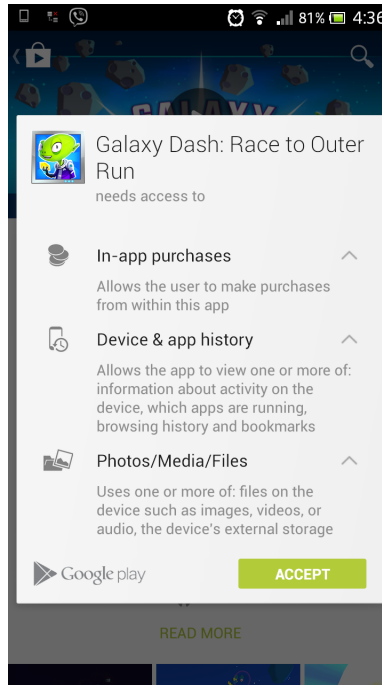 81% 4:36
GALAXY
Galaxy Dash: Race to Outer
Run
needs access to
In-app purchases
Allows the user to make purchases
from within this app
Device & app history
Allows the app to view one or more of:
information about activity on the
device, which apps are running,
browsing history and bookmarks
Photos/Media/Files
Uses one or more of: files on the
device such as images, videos, or
audio, the device's external storage
Google play
ACCEPT
READ MORE